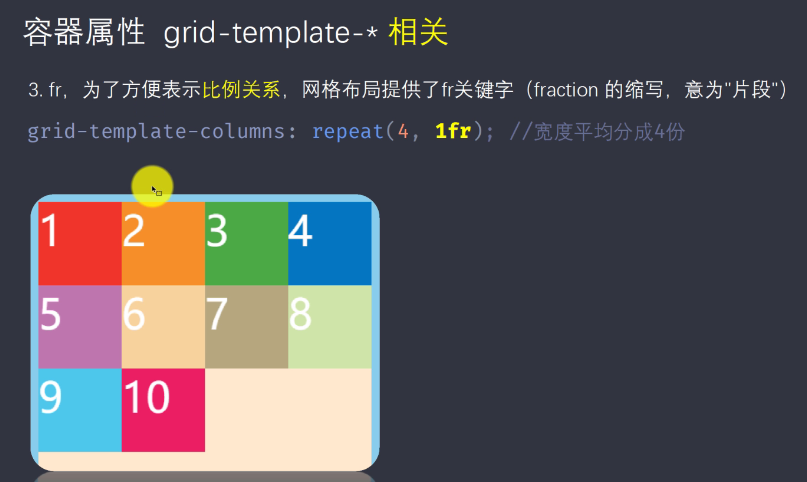 容器属性 grid-template-* 相关
3. fr，为了方便表示比例关系，网格布局提供了fr关键字（fraction 的缩写，意为"片段"）
grid-template-columns: repeat(4, 1fr); //宽度平均分成4份
1 2 3 4
5 6 7 8
9 10